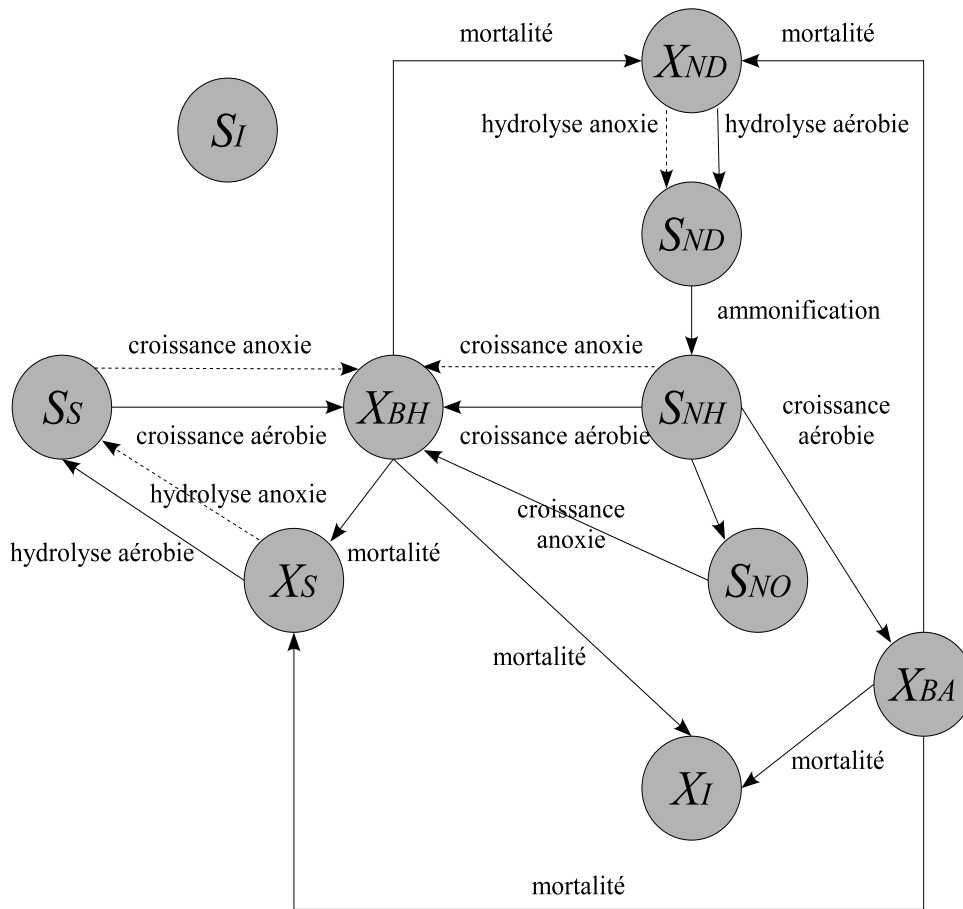 mortalité
mortalité
XND
SI
hydrolyse anoxie
hydrolyse aérobie
SND
ammonification
croissance anoxie
croissance anoxie
SS
XBH
SNH
croissance
aérobie
croissance aérobie
croissance aérobie
hydrolyse anoxie
croissance
anoxie
hydrolyse aérobie
mortalité
XS
SNO
mortalité
XBA
mortalité
XI
mortalité